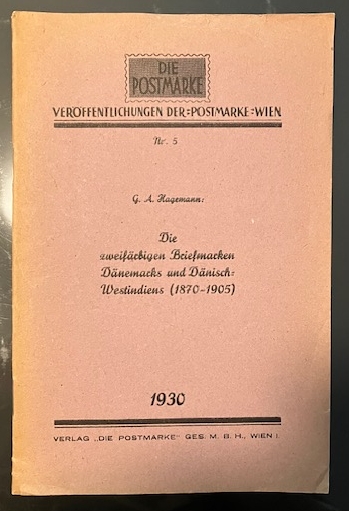 DIE
POSTMARKE
VERÖFFENTLICHUNGEN DER=POSTMARKE=WIEN
Nr. 5
G. A. Hagemann:
Die
zweifärbigen Briefmarken
Dänemarks und Dänisch=
Westindiens (1870-1905)
1930
VERLAG „DIE POSTMARKE" GES. M. B. H., WIEN I.